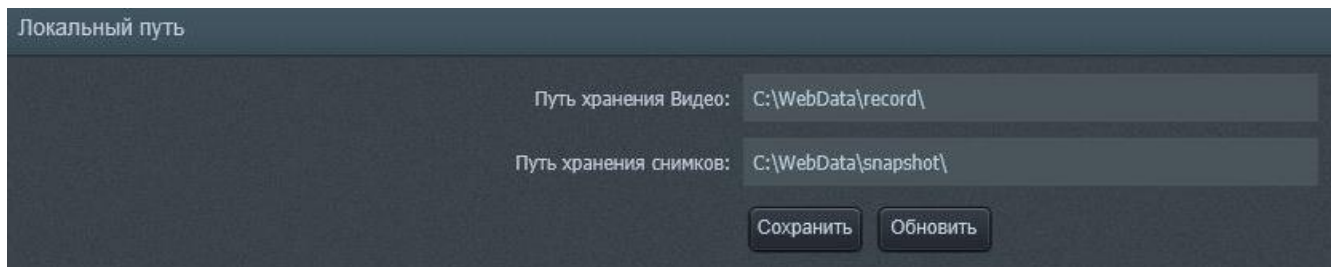 Локальный путь
Путь хранения Видео: C:\WebData\record\
Путь хранения снимков: C:\WebData\snapshot\
Сохранить Обновить